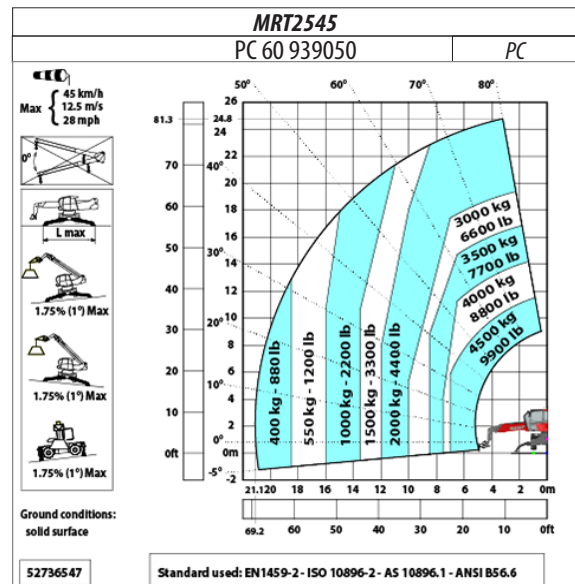 MRT2545
PC 60 939050
PC
Max { 45 km/h
12.5 m/s
28 mph
0°
L max
1.75% (1°) Max
1.75% (1°) Max
1.75% (1°) Max
Ground conditions:
solid surface
52736547
50°
60°
70°
80°
40°
30°
20°
10°
0°
-5°
81.3
70
60
50
40
30
20
10
0ft
26
24.8
24
22
20
18
16
14
12
10
8
6
4
2
0m
-2
3000 kg
6600 lb
3500 kg
7700 lb
4000 kg
8800 lb
4500 kg
9900 lb
400 kg - 880 lb
550 kg - 1200 lb
1000 kg - 2200 lb
1500 kg - 3300 lb
2000 kg - 4400 lb
21.1 20 18 16 14 12 10 8 6 4 2 0m
69.2 60 50 40 30 20 10 0ft
Standard used: EN1459-2 - ISO 10896-2 - AS 10896.1 - ANSI B56.6